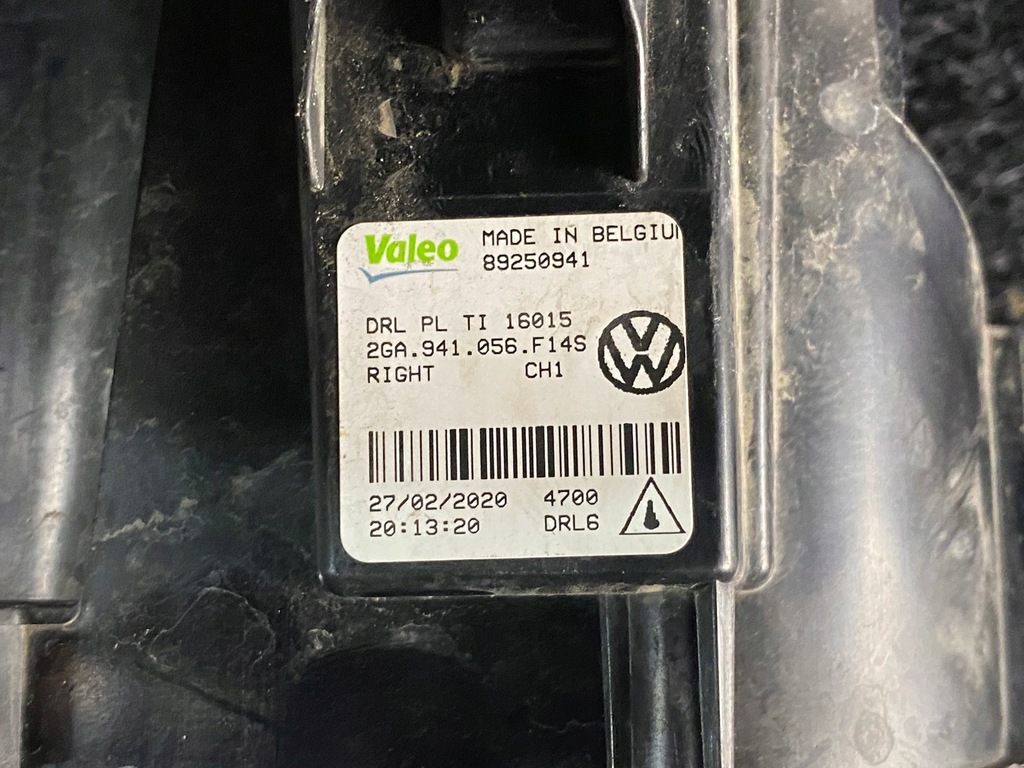 Valeo MADE IN BELGIU
89250941
DRL PL TI 16015
2GA.941.056.F14S
RIGHT CH1
27/02/2020 4700
20:13:20 DRL6